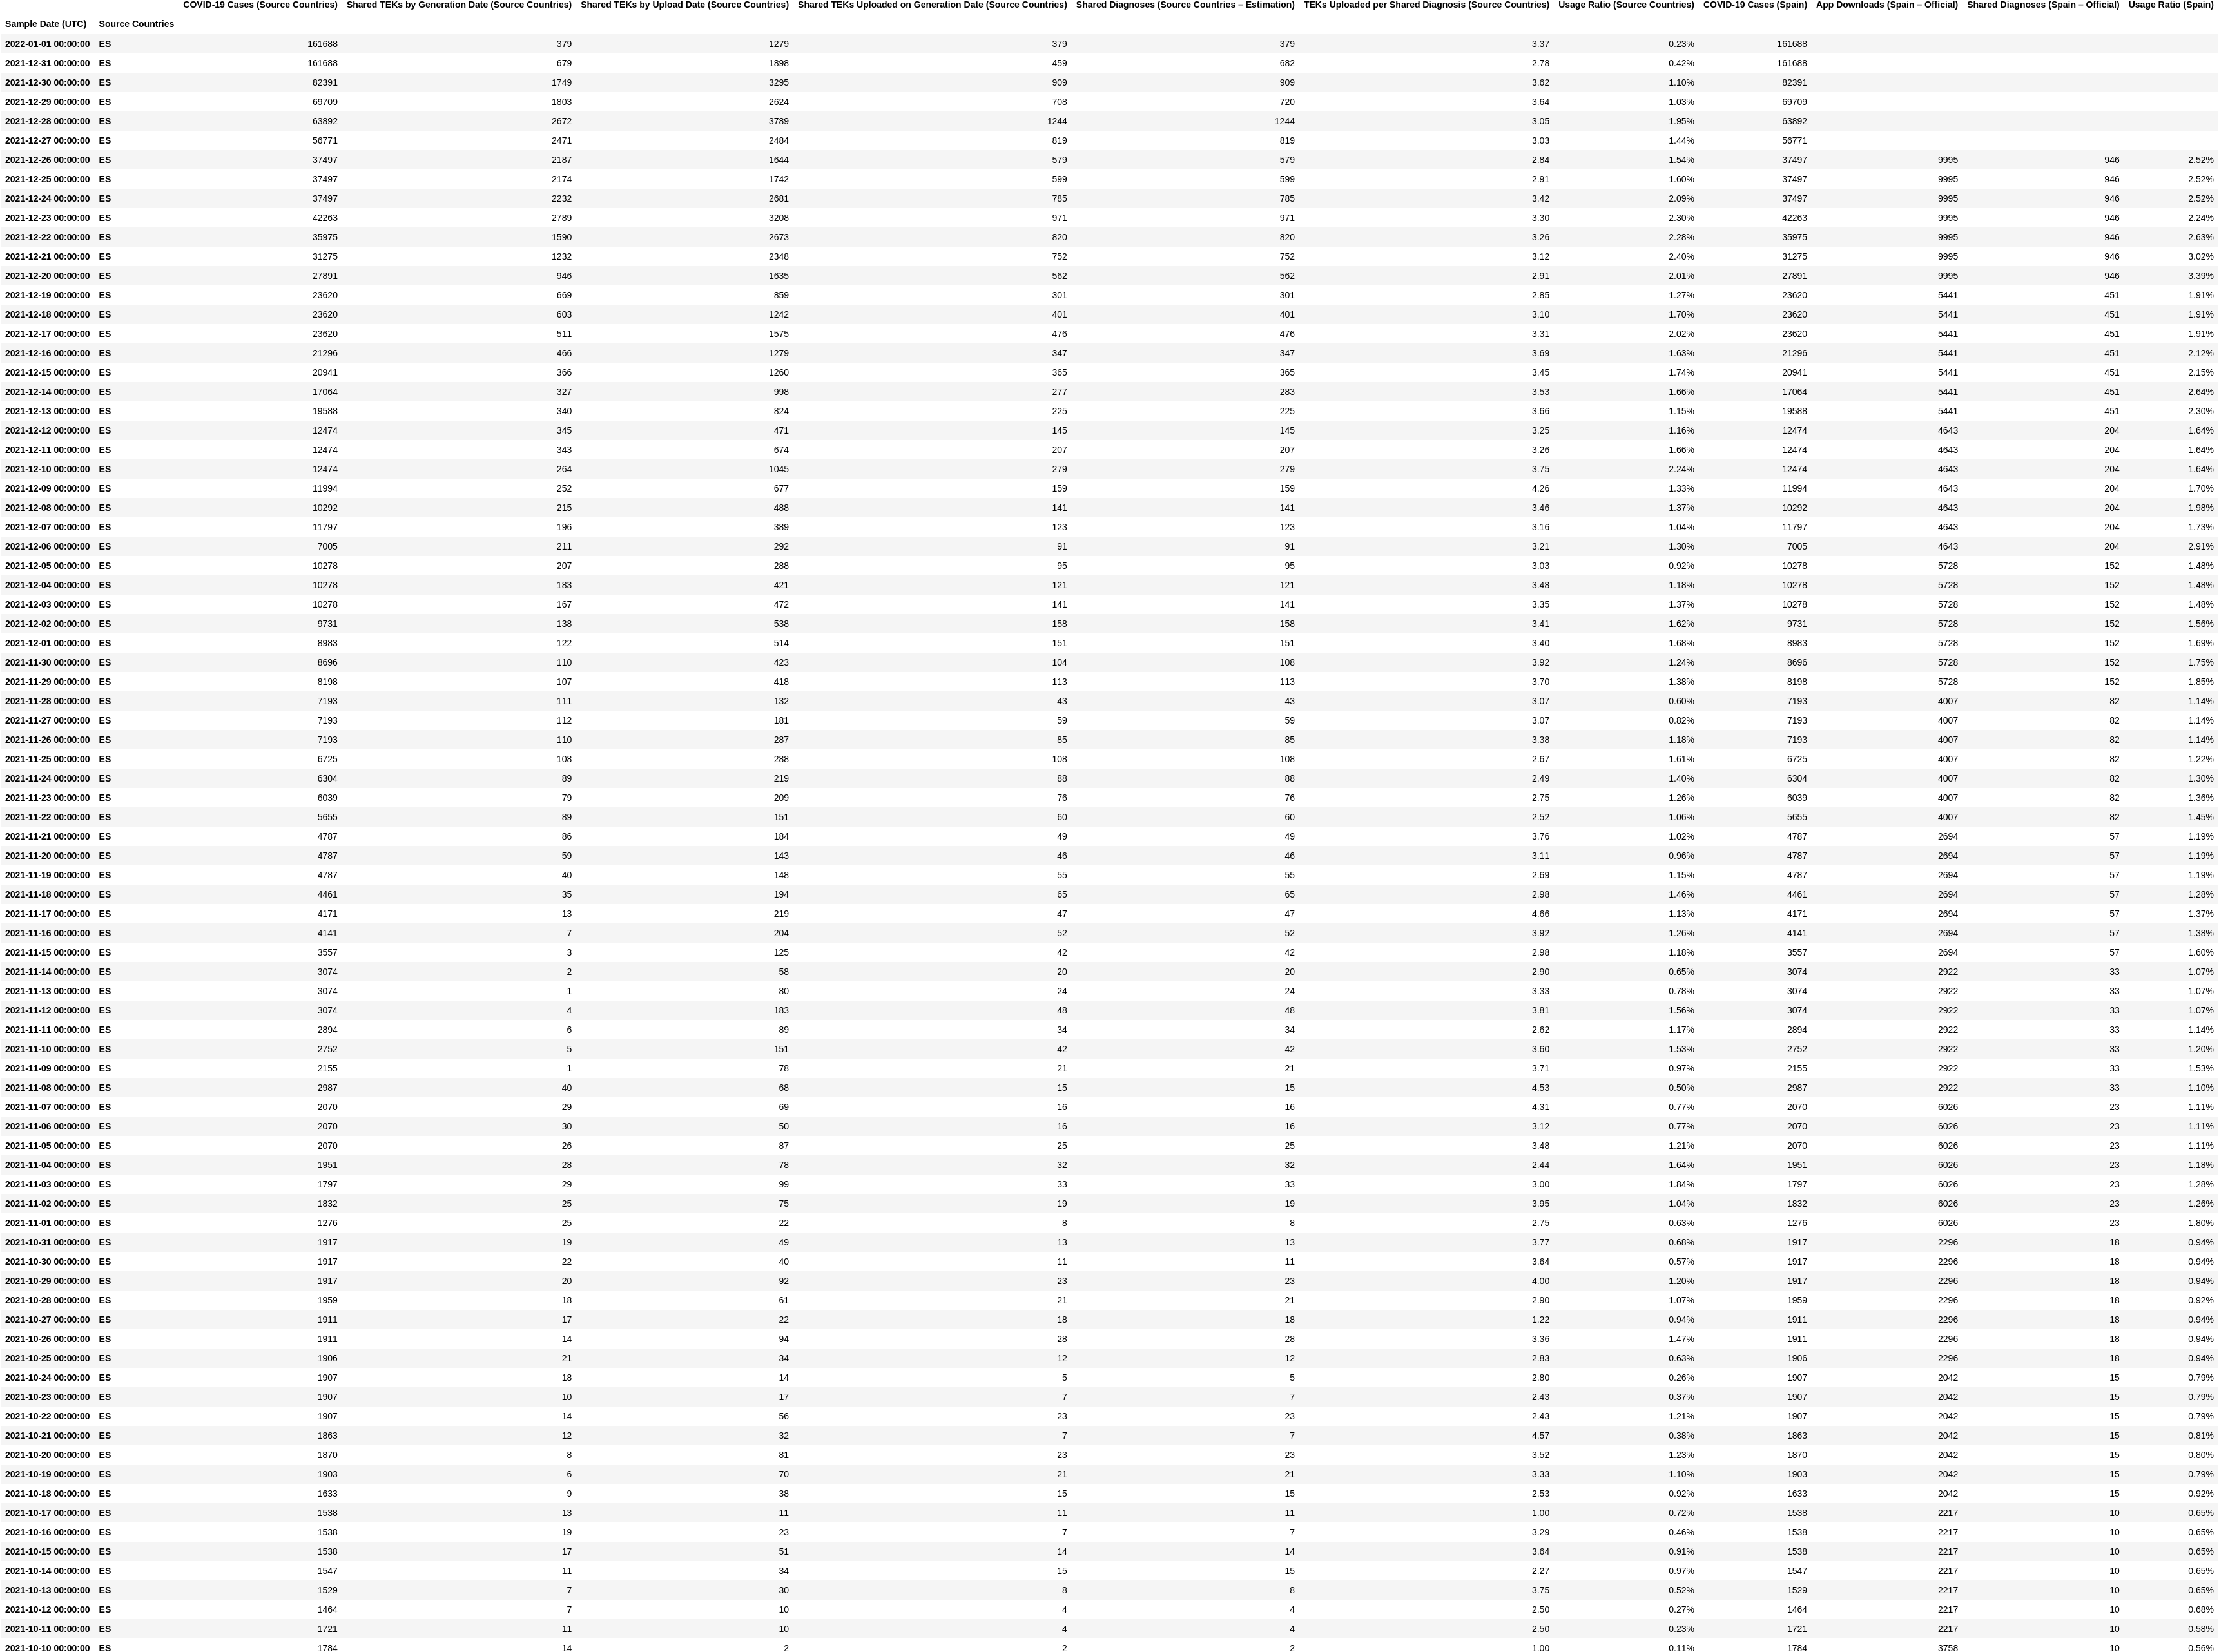 COVID-19 Cases (Source Countries) Shared TEKs by Generation Date (Source Countries) Shared TEKs by Upload Date (Source Countries) Shared TEKs Uploaded on Generation Date (Source Countries) Shared Diagnoses (Source Countries – Estimation) TEKs Uploaded per Shared Diagnosis (Source Countries) Usage Ratio (Source Countries) COVID-19 Cases (Spain) App Downloads (Spain – Official) Shared Diagnoses (Spain – Official) Usage Ratio (Spain)
Sample Date (UTC) Source Countries
2022-01-01 00:00:00 ES 161688 379 1279 379 379 3.37 0.23% 161688
2021-12-31 00:00:00 ES 161688 679 1898 459 682 2.78 0.42% 161688
2021-12-30 00:00:00 ES 82391 1749 3295 909 909 3.62 1.10% 82391
2021-12-29 00:00:00 ES 69709 1803 2624 708 720 3.64 1.03% 69709
2021-12-28 00:00:00 ES 63892 2672 3789 1244 1244 3.05 1.95% 63892
2021-12-27 00:00:00 ES 56771 2471 2484 819 819 3.03 1.44% 56771
2021-12-26 00:00:00 ES 37497 2187 1644 579 579 2.84 1.54% 37497 9995 946 2.52%
2021-12-25 00:00:00 ES 37497 2174 1742 599 599 2.91 1.60% 37497 9995 946 2.52%
2021-12-24 00:00:00 ES 37497 2232 2681 785 785 3.42 2.09% 37497 9995 946 2.52%
2021-12-23 00:00:00 ES 42263 2789 3208 971 971 3.30 2.30% 42263 9995 946 2.24%
2021-12-22 00:00:00 ES 35975 1590 2673 820 820 3.26 2.28% 35975 9995 946 2.63%
2021-12-21 00:00:00 ES 31275 1232 2348 752 752 3.12 2.40% 31275 9995 946 3.02%
2021-12-20 00:00:00 ES 27891 946 1635 562 562 2.91 2.01% 27891 9995 946 3.39%
2021-12-19 00:00:00 ES 23620 669 859 301 301 2.85 1.27% 23620 5441 451 1.91%
2021-12-18 00:00:00 ES 23620 603 1242 401 401 3.10 1.70% 23620 5441 451 1.91%
2021-12-17 00:00:00 ES 23620 511 1575 476 476 3.31 2.02% 23620 5441 451 1.91%
2021-12-16 00:00:00 ES 21296 466 1279 347 347 3.69 1.63% 21296 5441 451 2.12%
2021-12-15 00:00:00 ES 20941 366 1260 365 365 3.45 1.74% 20941 5441 451 2.15%
2021-12-14 00:00:00 ES 17064 327 998 277 283 3.53 1.66% 17064 5441 451 2.64%
2021-12-13 00:00:00 ES 19588 340 824 225 225 3.66 1.15% 19588 5441 451 2.30%
2021-12-12 00:00:00 ES 12474 345 471 145 145 3.25 1.16% 12474 4643 204 1.64%
2021-12-11 00:00:00 ES 12474 343 674 207 207 3.26 1.66% 12474 4643 204 1.64%
2021-12-10 00:00:00 ES 12474 264 1045 279 279 3.75 2.24% 12474 4643 204 1.64%
2021-12-09 00:00:00 ES 11994 252 677 159 159 4.26 1.33% 11994 4643 204 1.70%
2021-12-08 00:00:00 ES 10292 215 488 141 141 3.46 1.37% 10292 4643 204 1.98%
2021-12-07 00:00:00 ES 11797 196 389 123 123 3.16 1.04% 11797 4643 204 1.73%
2021-12-06 00:00:00 ES 7005 211 292 91 91 3.21 1.30% 7005 4643 204 2.91%
2021-12-05 00:00:00 ES 10278 207 288 95 95 3.03 0.92% 10278 5728 152 1.48%
2021-12-04 00:00:00 ES 10278 183 421 121 121 3.48 1.18% 10278 5728 152 1.48%
2021-12-03 00:00:00 ES 10278 167 472 141 141 3.35 1.37% 10278 5728 152 1.48%
2021-12-02 00:00:00 ES 9731 138 538 158 158 3.41 1.62% 9731 5728 152 1.56%
2021-12-01 00:00:00 ES 8983 122 514 151 151 3.40 1.68% 8983 5728 152 1.69%
2021-11-30 00:00:00 ES 8696 110 423 104 108 3.92 1.24% 8696 5728 152 1.75%
2021-11-29 00:00:00 ES 8198 107 418 113 113 3.70 1.38% 8198 5728 152 1.85%
2021-11-28 00:00:00 ES 7193 111 132 43 43 3.07 0.60% 7193 4007 82 1.14%
2021-11-27 00:00:00 ES 7193 112 181 59 59 3.07 0.82% 7193 4007 82 1.14%
2021-11-26 00:00:00 ES 7193 110 287 85 85 3.38 1.18% 7193 4007 82 1.14%
2021-11-25 00:00:00 ES 6725 108 288 108 108 2.67 1.61% 6725 4007 82 1.22%
2021-11-24 00:00:00 ES 6304 89 219 88 88 2.49 1.40% 6304 4007 82 1.30%
2021-11-23 00:00:00 ES 6039 79 209 76 76 2.75 1.26% 6039 4007 82 1.36%
2021-11-22 00:00:00 ES 5655 89 151 60 60 2.52 1.06% 5655 4007 82 1.45%
2021-11-21 00:00:00 ES 4787 86 184 49 49 3.76 1.02% 4787 2694 57 1.19%
2021-11-20 00:00:00 ES 4787 59 143 46 46 3.11 0.96% 4787 2694 57 1.19%
2021-11-19 00:00:00 ES 4787 40 148 55 55 2.69 1.15% 4787 2694 57 1.19%
2021-11-18 00:00:00 ES 4461 35 194 65 65 2.98 1.46% 4461 2694 57 1.28%
2021-11-17 00:00:00 ES 4171 13 219 47 47 4.66 1.13% 4171 2694 57 1.37%
2021-11-16 00:00:00 ES 4141 7 204 52 52 3.92 1.26% 4141 2694 57 1.38%
2021-11-15 00:00:00 ES 3557 3 125 42 42 2.98 1.18% 3557 2694 57 1.60%
2021-11-14 00:00:00 ES 3074 2 58 20 20 2.90 0.65% 3074 2922 33 1.07%
2021-11-13 00:00:00 ES 3074 1 80 24 24 3.33 0.78% 3074 2922 33 1.07%
2021-11-12 00:00:00 ES 3074 4 183 48 48 3.81 1.56% 3074 2922 33 1.07%
2021-11-11 00:00:00 ES 2894 6 89 34 34 2.62 1.17% 2894 2922 33 1.14%
2021-11-10 00:00:00 ES 2752 5 151 42 42 3.60 1.53% 2752 2922 33 1.20%
2021-11-09 00:00:00 ES 2155 1 78 21 21 3.71 0.97% 2155 2922 33 1.53%
2021-11-08 00:00:00 ES 2987 40 68 15 15 4.53 0.50% 2987 2922 33 1.10%
2021-11-07 00:00:00 ES 2070 29 69 16 16 4.31 0.77% 2070 6026 23 1.11%
2021-11-06 00:00:00 ES 2070 30 50 16 16 3.12 0.77% 2070 6026 23 1.11%
2021-11-05 00:00:00 ES 2070 26 87 25 25 3.48 1.21% 2070 6026 23 1.11%
2021-11-04 00:00:00 ES 1951 28 78 32 32 2.44 1.64% 1951 6026 23 1.18%
2021-11-03 00:00:00 ES 1797 29 99 33 33 3.00 1.84% 1797 6026 23 1.28%
2021-11-02 00:00:00 ES 1832 25 75 19 19 3.95 1.04% 1832 6026 23 1.26%
2021-11-01 00:00:00 ES 1276 25 22 8 8 2.75 0.63% 1276 6026 23 1.80%
2021-10-31 00:00:00 ES 1917 19 49 13 13 3.77 0.68% 1917 2296 18 0.94%
2021-10-30 00:00:00 ES 1917 22 40 11 11 3.64 0.57% 1917 2296 18 0.94%
2021-10-29 00:00:00 ES 1917 20 92 23 23 4.00 1.20% 1917 2296 18 0.94%
2021-10-28 00:00:00 ES 1959 18 61 21 21 2.90 1.07% 1959 2296 18 0.92%
2021-10-27 00:00:00 ES 1911 17 22 18 18 1.22 0.94% 1911 2296 18 0.94%
2021-10-26 00:00:00 ES 1911 14 94 28 28 3.36 1.47% 1911 2296 18 0.94%
2021-10-25 00:00:00 ES 1906 21 34 12 12 2.83 0.63% 1906 2296 18 0.94%
2021-10-24 00:00:00 ES 1907 18 14 5 5 2.80 0.26% 1907 2042 15 0.79%
2021-10-23 00:00:00 ES 1907 10 17 7 7 2.43 0.37% 1907 2042 15 0.79%
2021-10-22 00:00:00 ES 1907 14 56 23 23 2.43 1.21% 1907 2042 15 0.79%
2021-10-21 00:00:00 ES 1863 12 32 7 7 4.57 0.38% 1863 2042 15 0.81%
2021-10-20 00:00:00 ES 1870 8 81 23 23 3.52 1.23% 1870 2042 15 0.80%
2021-10-19 00:00:00 ES 1903 6 70 21 21 3.33 1.10% 1903 2042 15 0.79%
2021-10-18 00:00:00 ES 1633 9 38 15 15 2.53 0.92% 1633 2042 15 0.92%
2021-10-17 00:00:00 ES 1538 13 11 11 11 1.00 0.72% 1538 2217 10 0.65%
2021-10-16 00:00:00 ES 1538 19 23 7 7 3.29 0.46% 1538 2217 10 0.65%
2021-10-15 00:00:00 ES 1538 17 51 14 14 3.64 0.91% 1538 2217 10 0.65%
2021-10-14 00:00:00 ES 1547 11 34 15 15 2.27 0.97% 1547 2217 10 0.65%
2021-10-13 00:00:00 ES 1529 7 30 8 8 3.75 0.52% 1529 2217 10 0.65%
2021-10-12 00:00:00 ES 1464 7 10 4 4 2.50 0.27% 1464 2217 10 0.68%
2021-10-11 00:00:00 ES 1721 11 10 4 4 2.50 0.23% 1721 2217 10 0.58%
2021-10-10 00:00:00 ES 1784 14 2 2 2 1.00 0.11% 1784 3758 10 0.56%